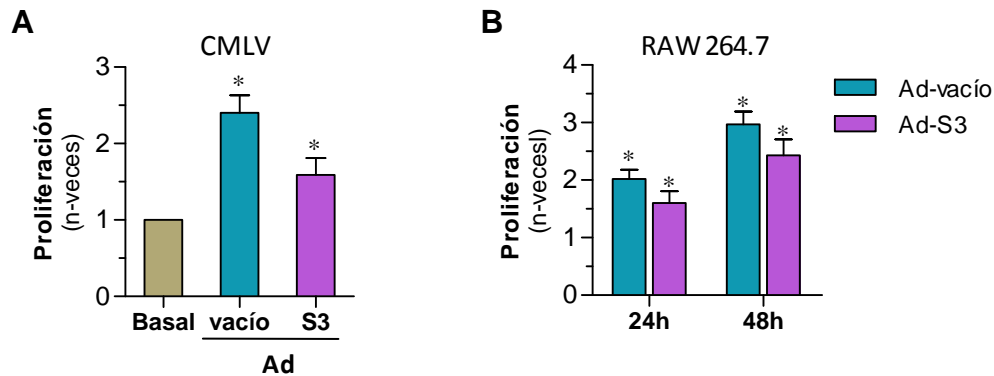 A
CMLV
Proliferación
(n-veces)
3
2
1
0
*
*
Basal
vacío
S3
Ad
B
RAW 264.7
Proliferación
(n-vecesl)
4
3
2
1
0
*
*
*
*
24h
48h
Ad-vacío
Ad-S3